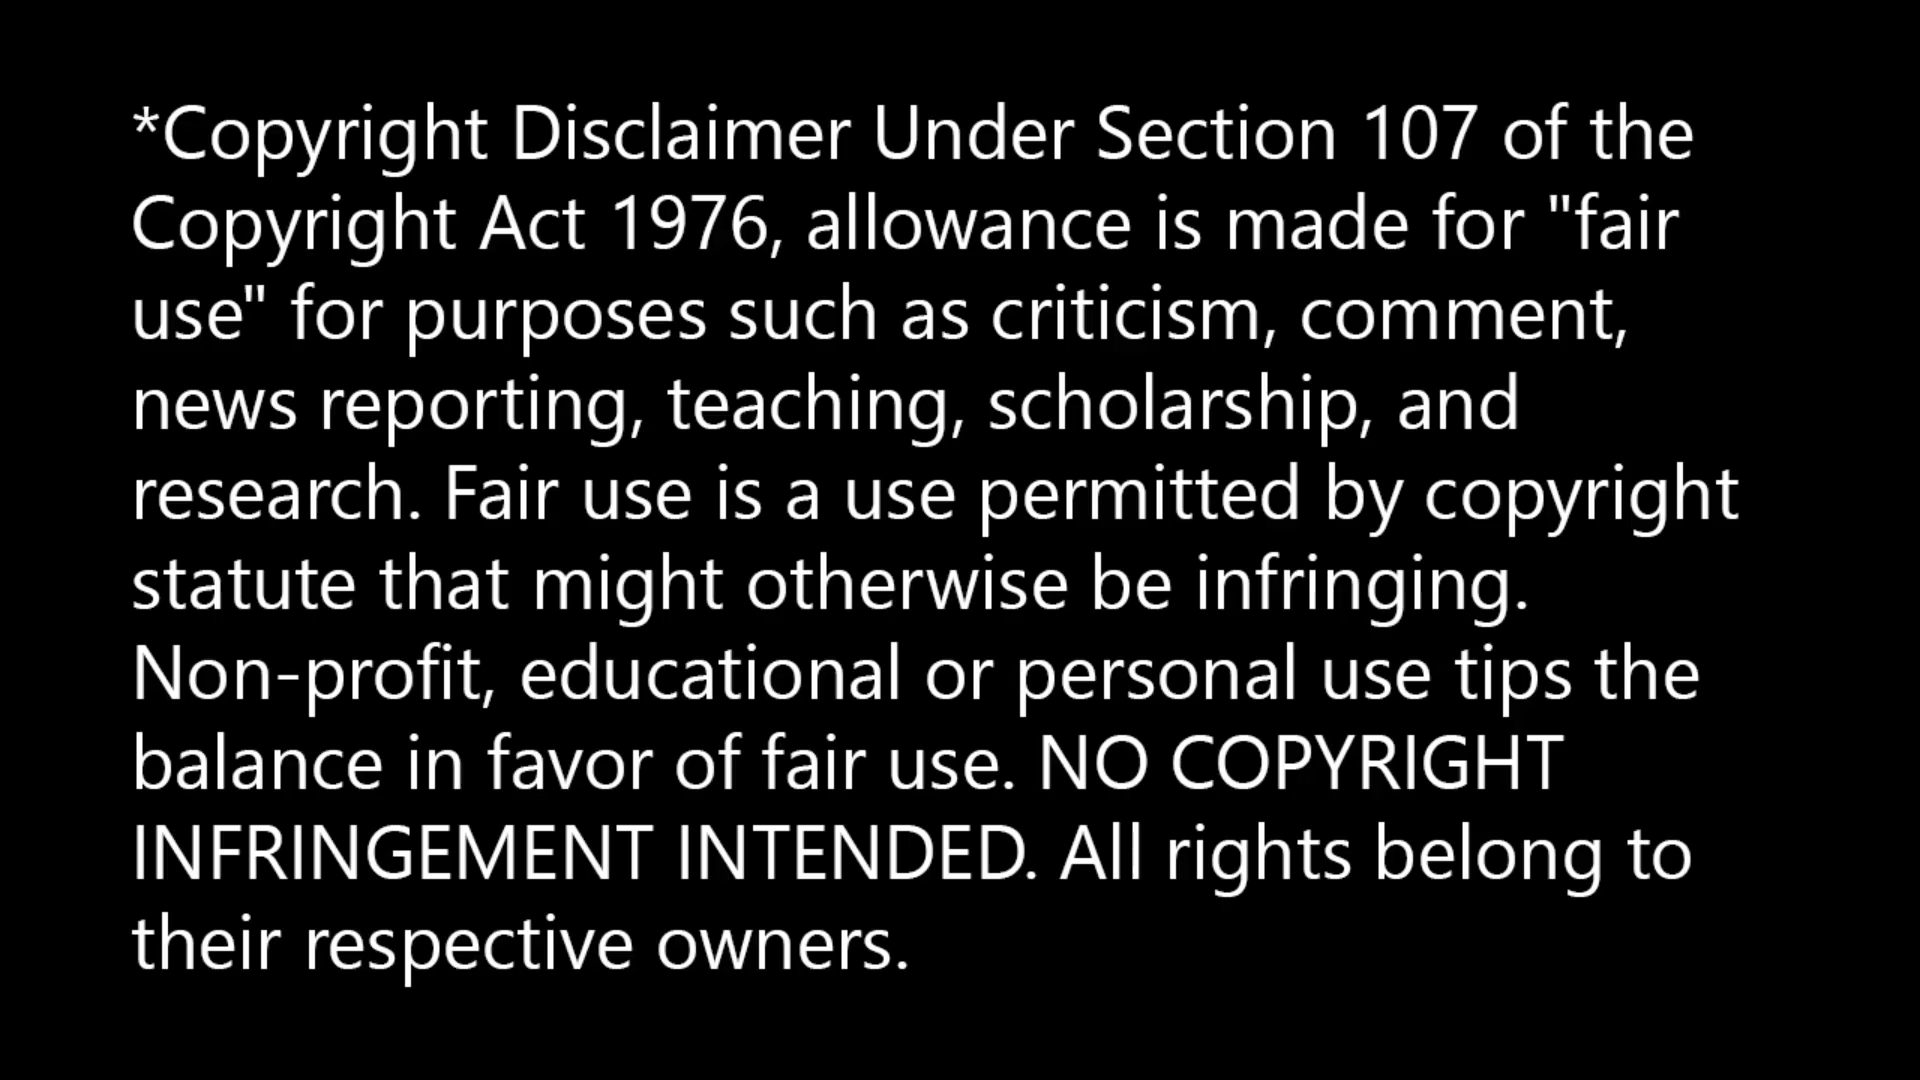 *Copyright Disclaimer Under Section 107 of the
Copyright Act 1976, allowance is made for "fair
use" for purposes such as criticism, comment,
news reporting, teaching, scholarship, and
research. Fair use is a use permitted by copyright
statute that might otherwise be infringing.
Non-profit, educational or personal use tips the
balance in favor of fair use. NO COPYRIGHT
INFRINGEMENT INTENDED. All rights belong to
their respective owners.